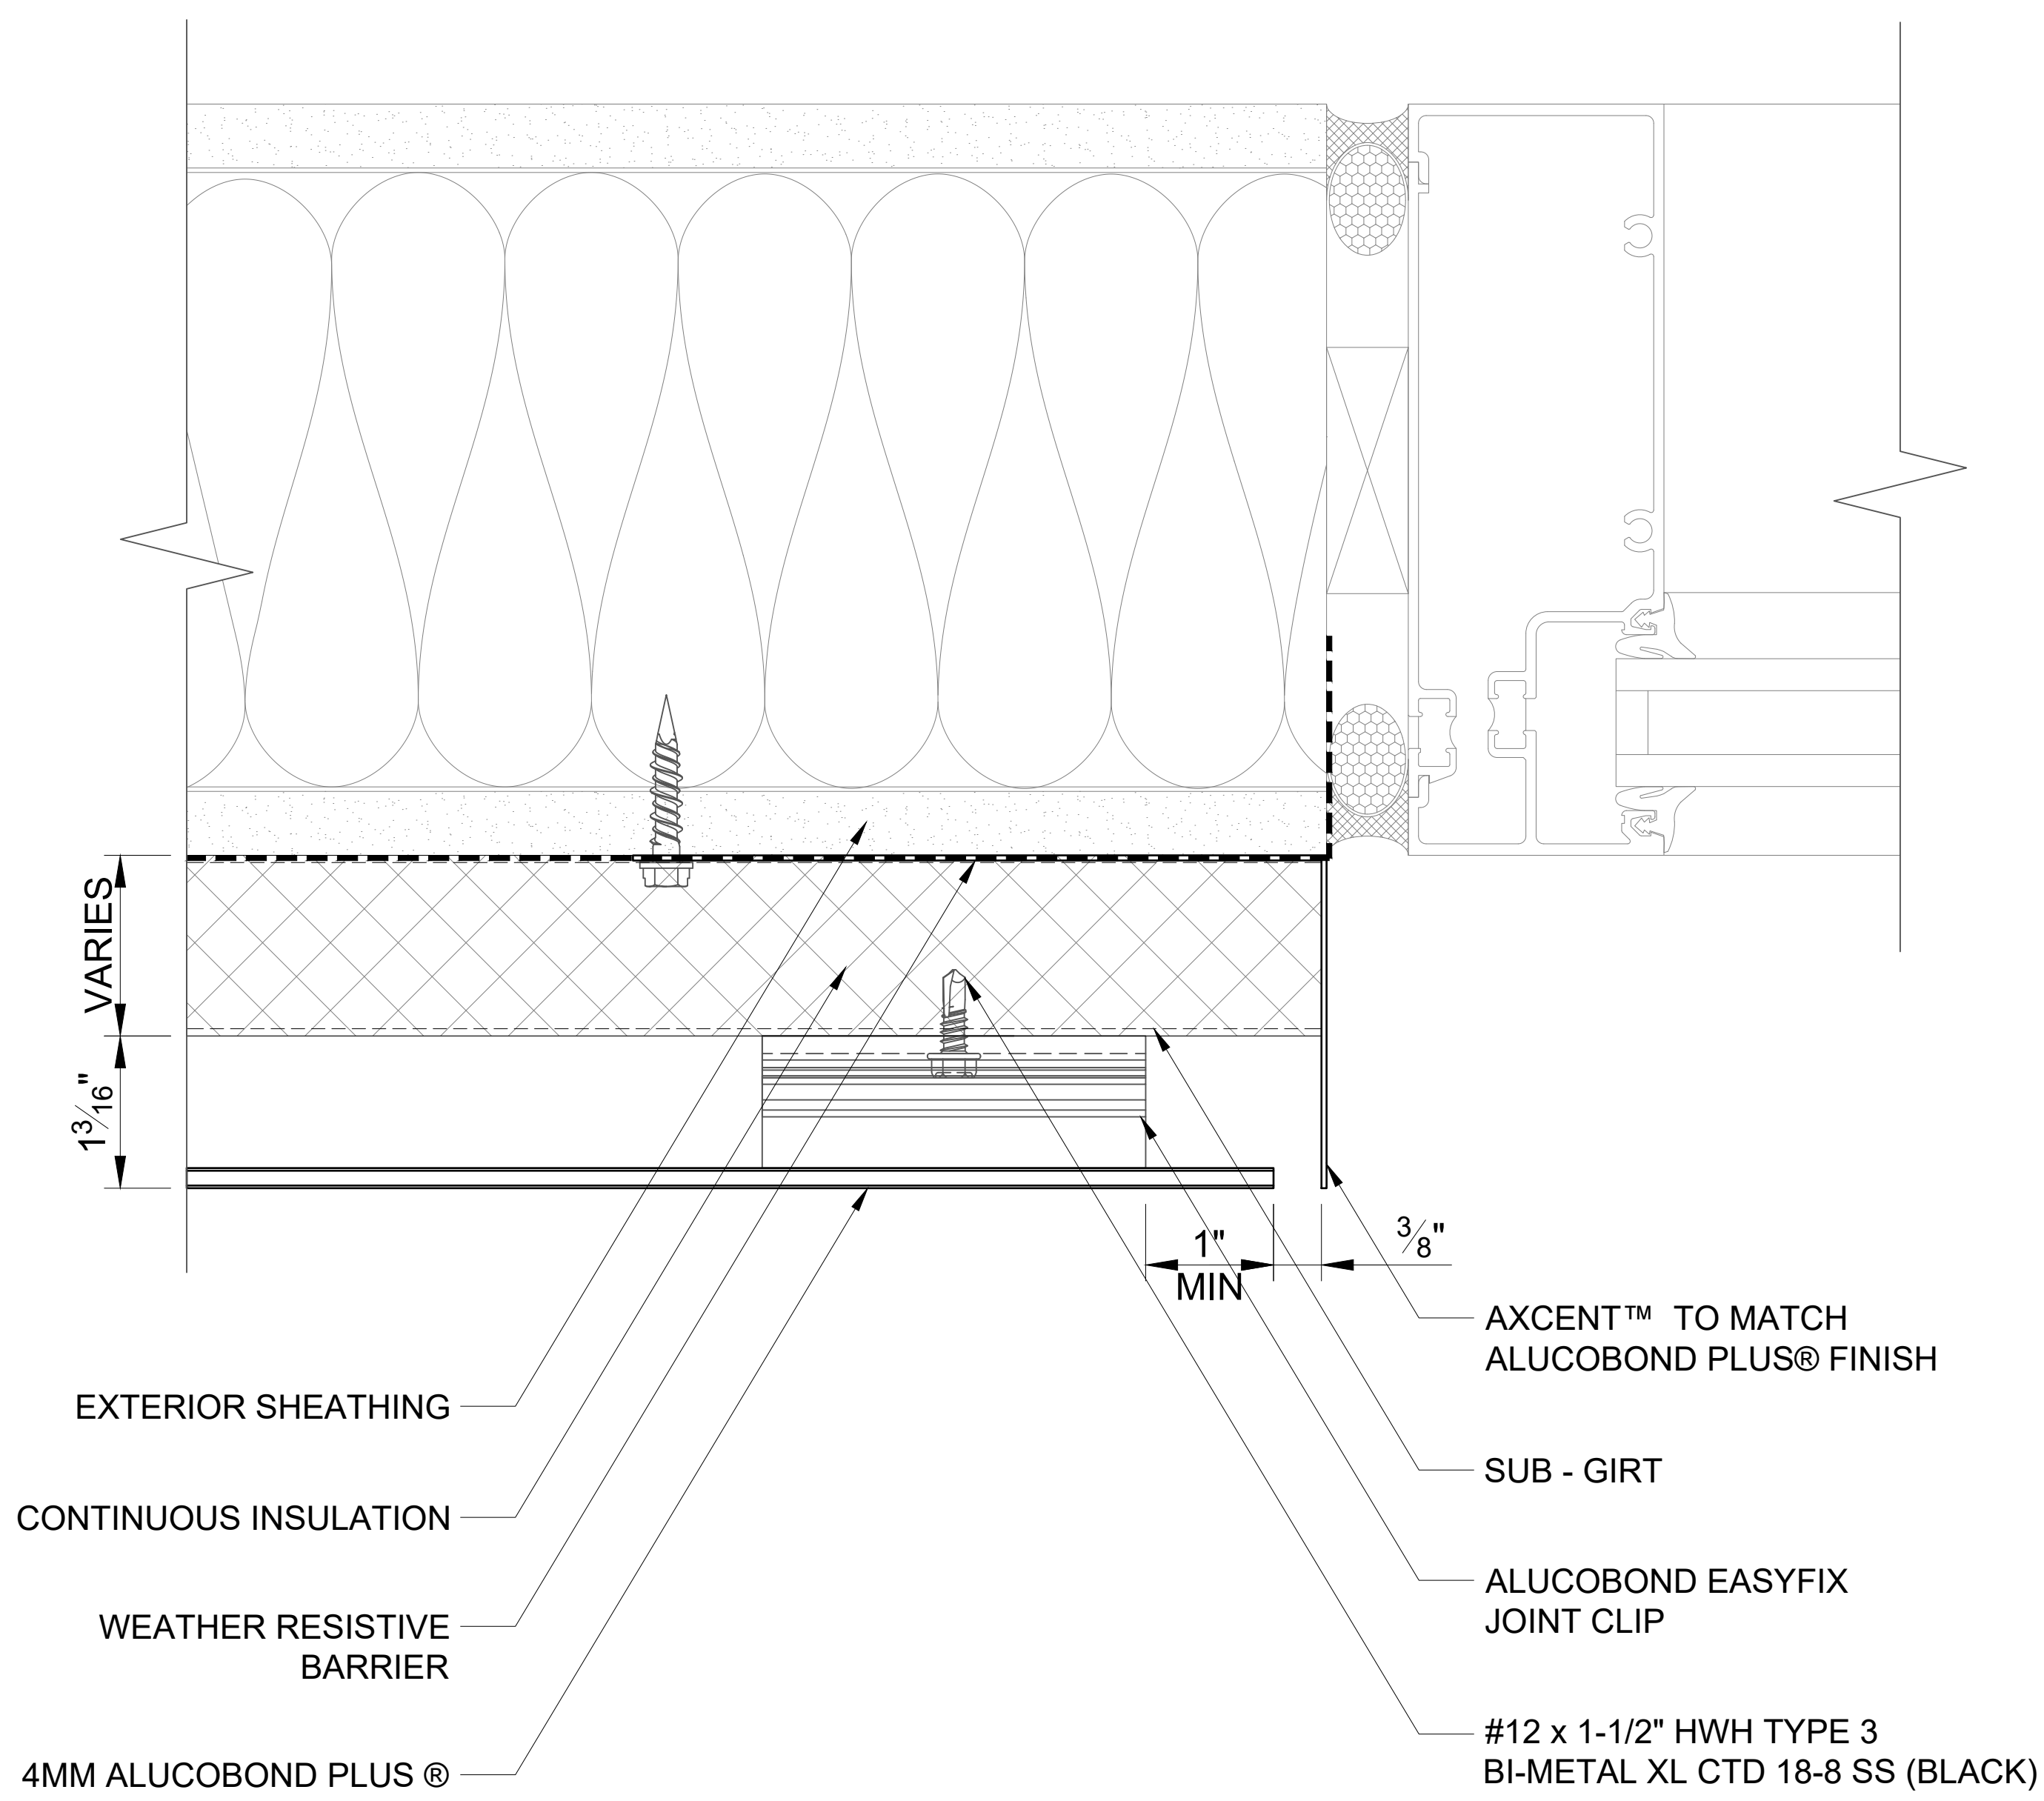 VARIES
1 3/16"
1"
MIN
3/8"
AXCENT™ TO MATCH
ALUCOBOND PLUS® FINISH
EXTERIOR SHEATHING
SUB - GIRT
CONTINUOUS INSULATION
ALUCOBOND EASYFIX
JOINT CLIP
WEATHER RESISTIVE
BARRIER
#12 x 1-1/2" HWH TYPE 3
BI-METAL XL CTD 18-8 SS (BLACK)
4MM ALUCOBOND PLUS ®